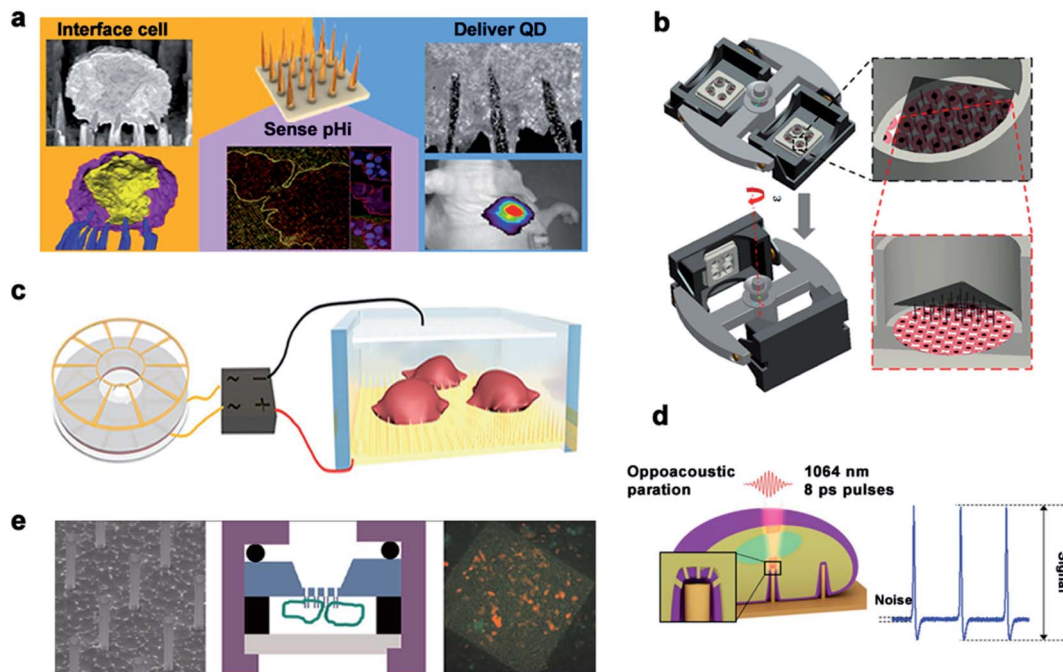 a
Interface cell
Deliver QD
Sense pHi
b
ω
c
~ −
~ +
d
Oppoacoustic
paration
1064 nm
8 ps pulses
Noise
Signal
e